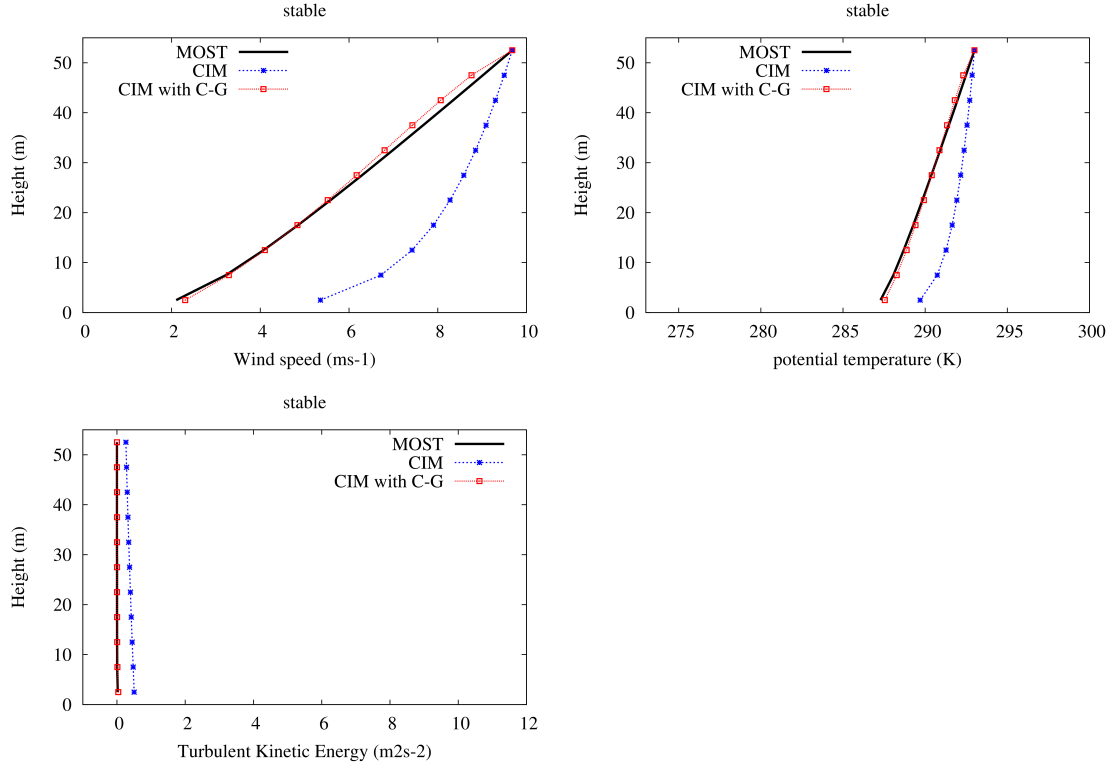 stable
MOST
CIM
CIM with C-G
Height (m)
50
40
30
20
10
0
0 2 4 6 8 10
Wind speed (ms-1)
stable
MOST
CIM
CIM with C-G
Height (m)
50
40
30
20
10
0
275 280 285 290 295 300
potential temperature (K)
stable
MOST
CIM
CIM with C-G
Height (m)
50
40
30
20
10
0
0 2 4 6 8 10 12
Turbulent Kinetic Energy (m2s-2)